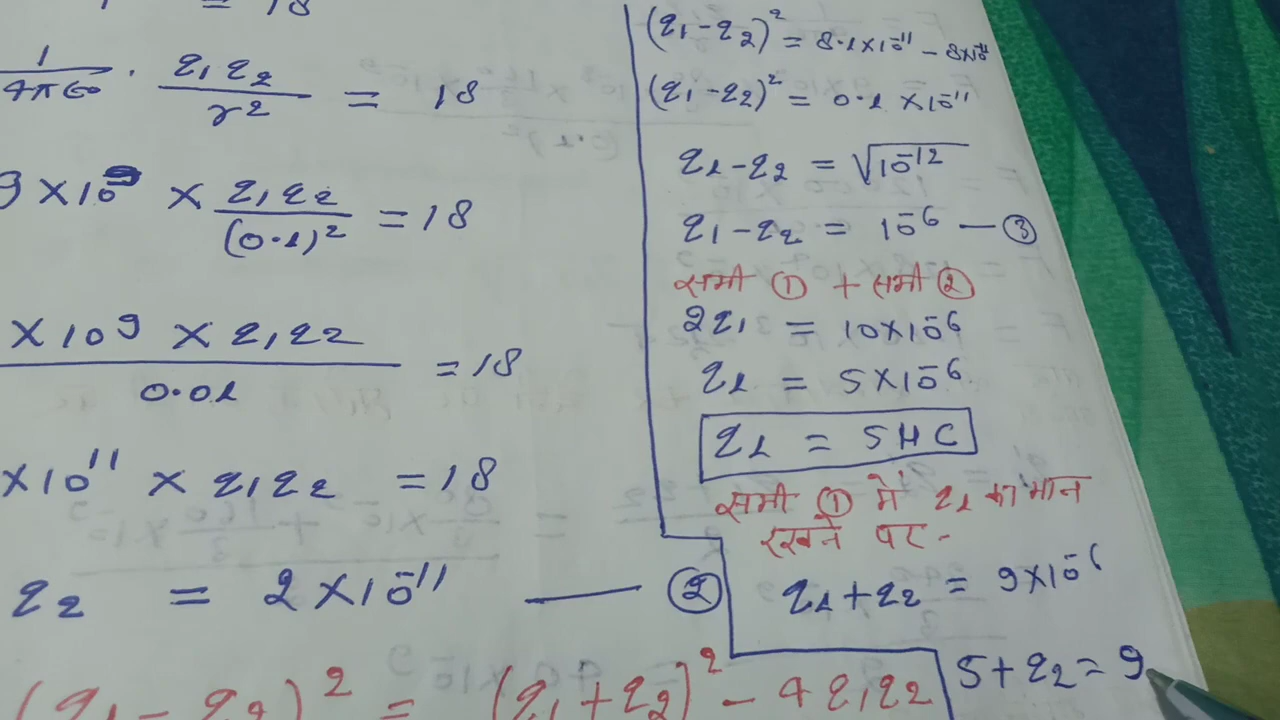 = 18
1/4πϵ0 · q1q2/r² = 18
9×10⁹ × q1q2/(0.1)² = 18
×10⁹ × q1q2/0.01 = 18
×10¹¹ × q1q2 = 18
q2 = 2×10⁻¹¹ — ②
(q1-q2)² = (q1+q2)² - 4q1q2
(q1-q2)² = 8.1×10⁻¹¹ - 8×10⁻¹¹
(q1-q2)² = 0.1×10⁻¹¹
q1-q2 = √10⁻¹²
q1-q2 = 10⁻⁶ — ③
समी ① + समी ②
2q1 = 10×10⁻⁶
q1 = 5×10⁻⁶
q1 = 5μC
समी ① में q1 का मान
रखने पर -
q1+q2 = 9×10⁻⁶
5+q2 = 9